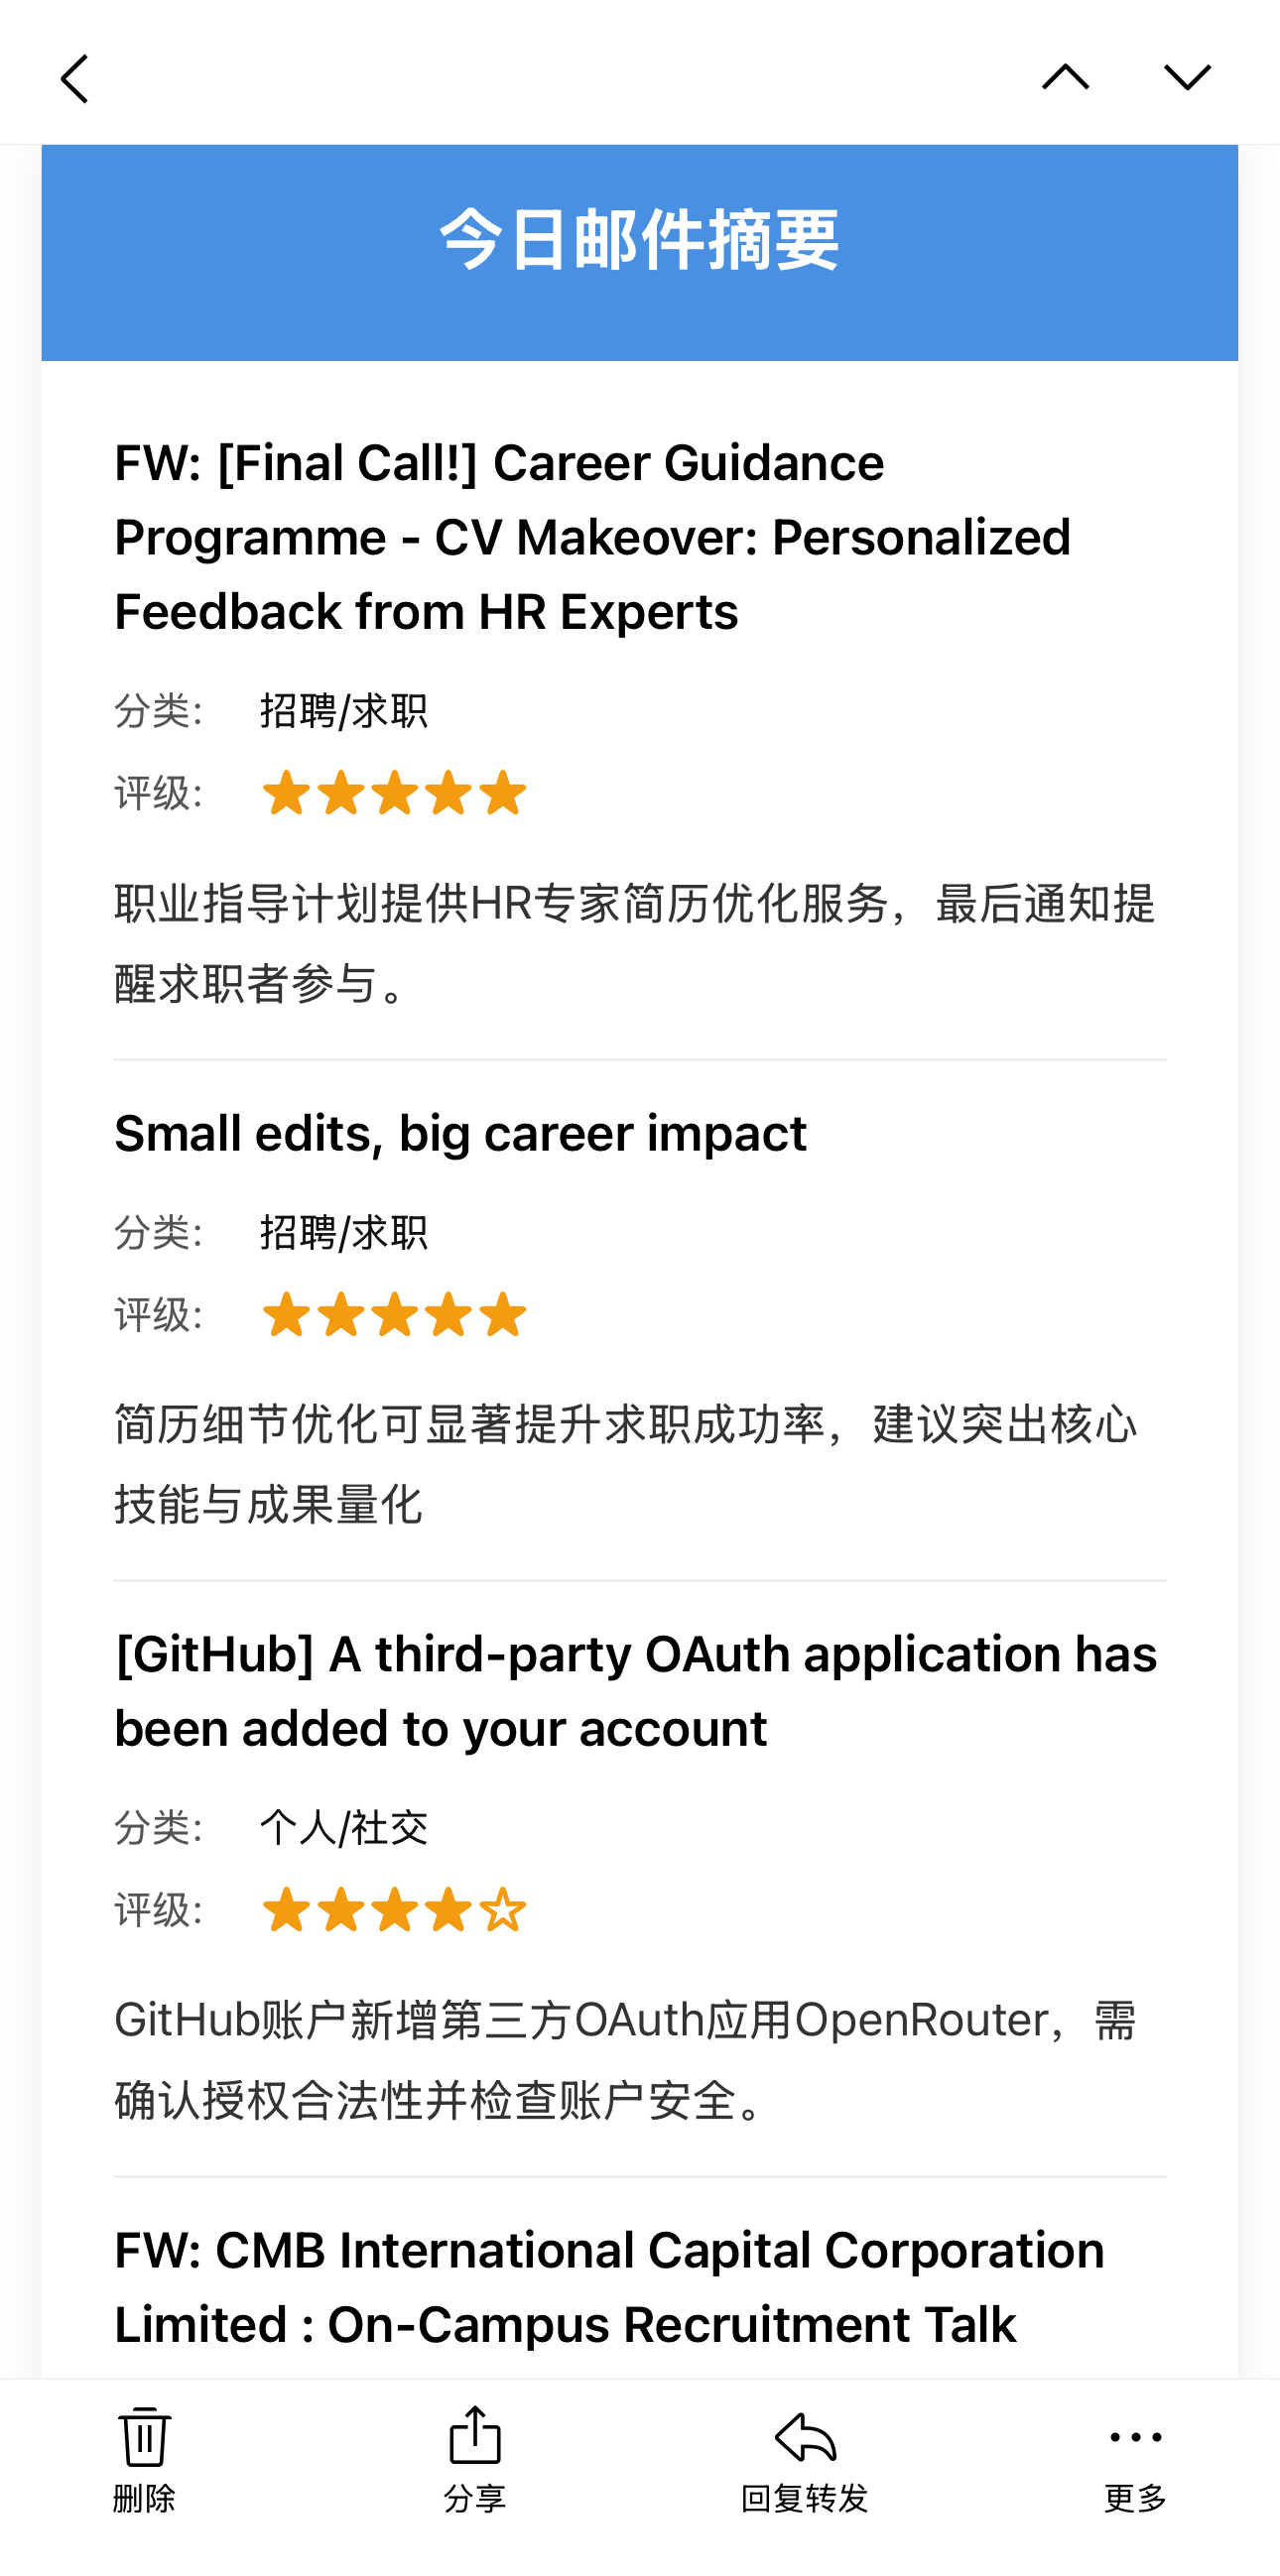 今日邮件摘要
FW: [Final Call!] Career Guidance
Programme - CV Makeover: Personalized
Feedback from HR Experts
分类: 招聘/求职
评级: ★★★★★
职业指导计划提供HR专家简历优化服务，最后通知提
醒求职者参与。
Small edits, big career impact
分类: 招聘/求职
评级: ★★★★★
简历细节优化可显著提升求职成功率，建议突出核心
技能与成果量化
[GitHub] A third-party OAuth application has
been added to your account
分类: 个人/社交
评级: ★★★★☆
GitHub账户新增第三方OAuth应用OpenRouter，需
确认授权合法性并检查账户安全。
FW: CMB International Capital Corporation
Limited : On-Campus Recruitment Talk
删除 分享 回复转发 更多